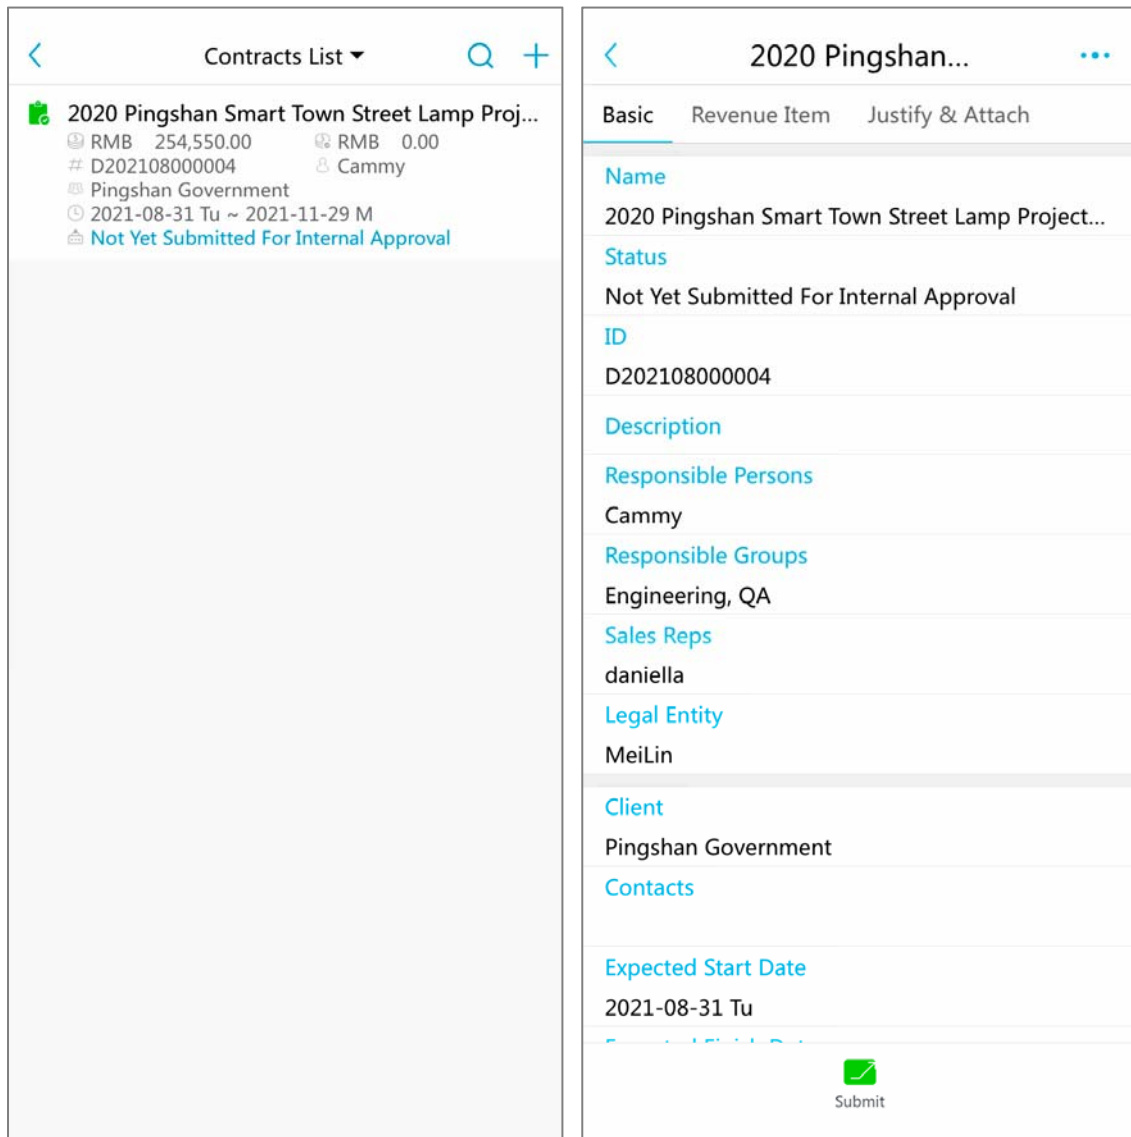 Contracts List
2020 Pingshan Smart Town Street Lamp Proj...
RMB 254,550.00 RMB 0.00
# D202108000004 Cammy
Pingshan Government
2021-08-31 Tu ~ 2021-11-29 M
Not Yet Submitted For Internal Approval
2020 Pingshan...
Basic Revenue Item Justify & Attach
Name
2020 Pingshan Smart Town Street Lamp Project...
Status
Not Yet Submitted For Internal Approval
ID
D202108000004
Description
Responsible Persons
Cammy
Responsible Groups
Engineering, QA
Sales Reps
daniella
Legal Entity
MeiLin
Client
Pingshan Government
Contacts
Expected Start Date
2021-08-31 Tu
Submit